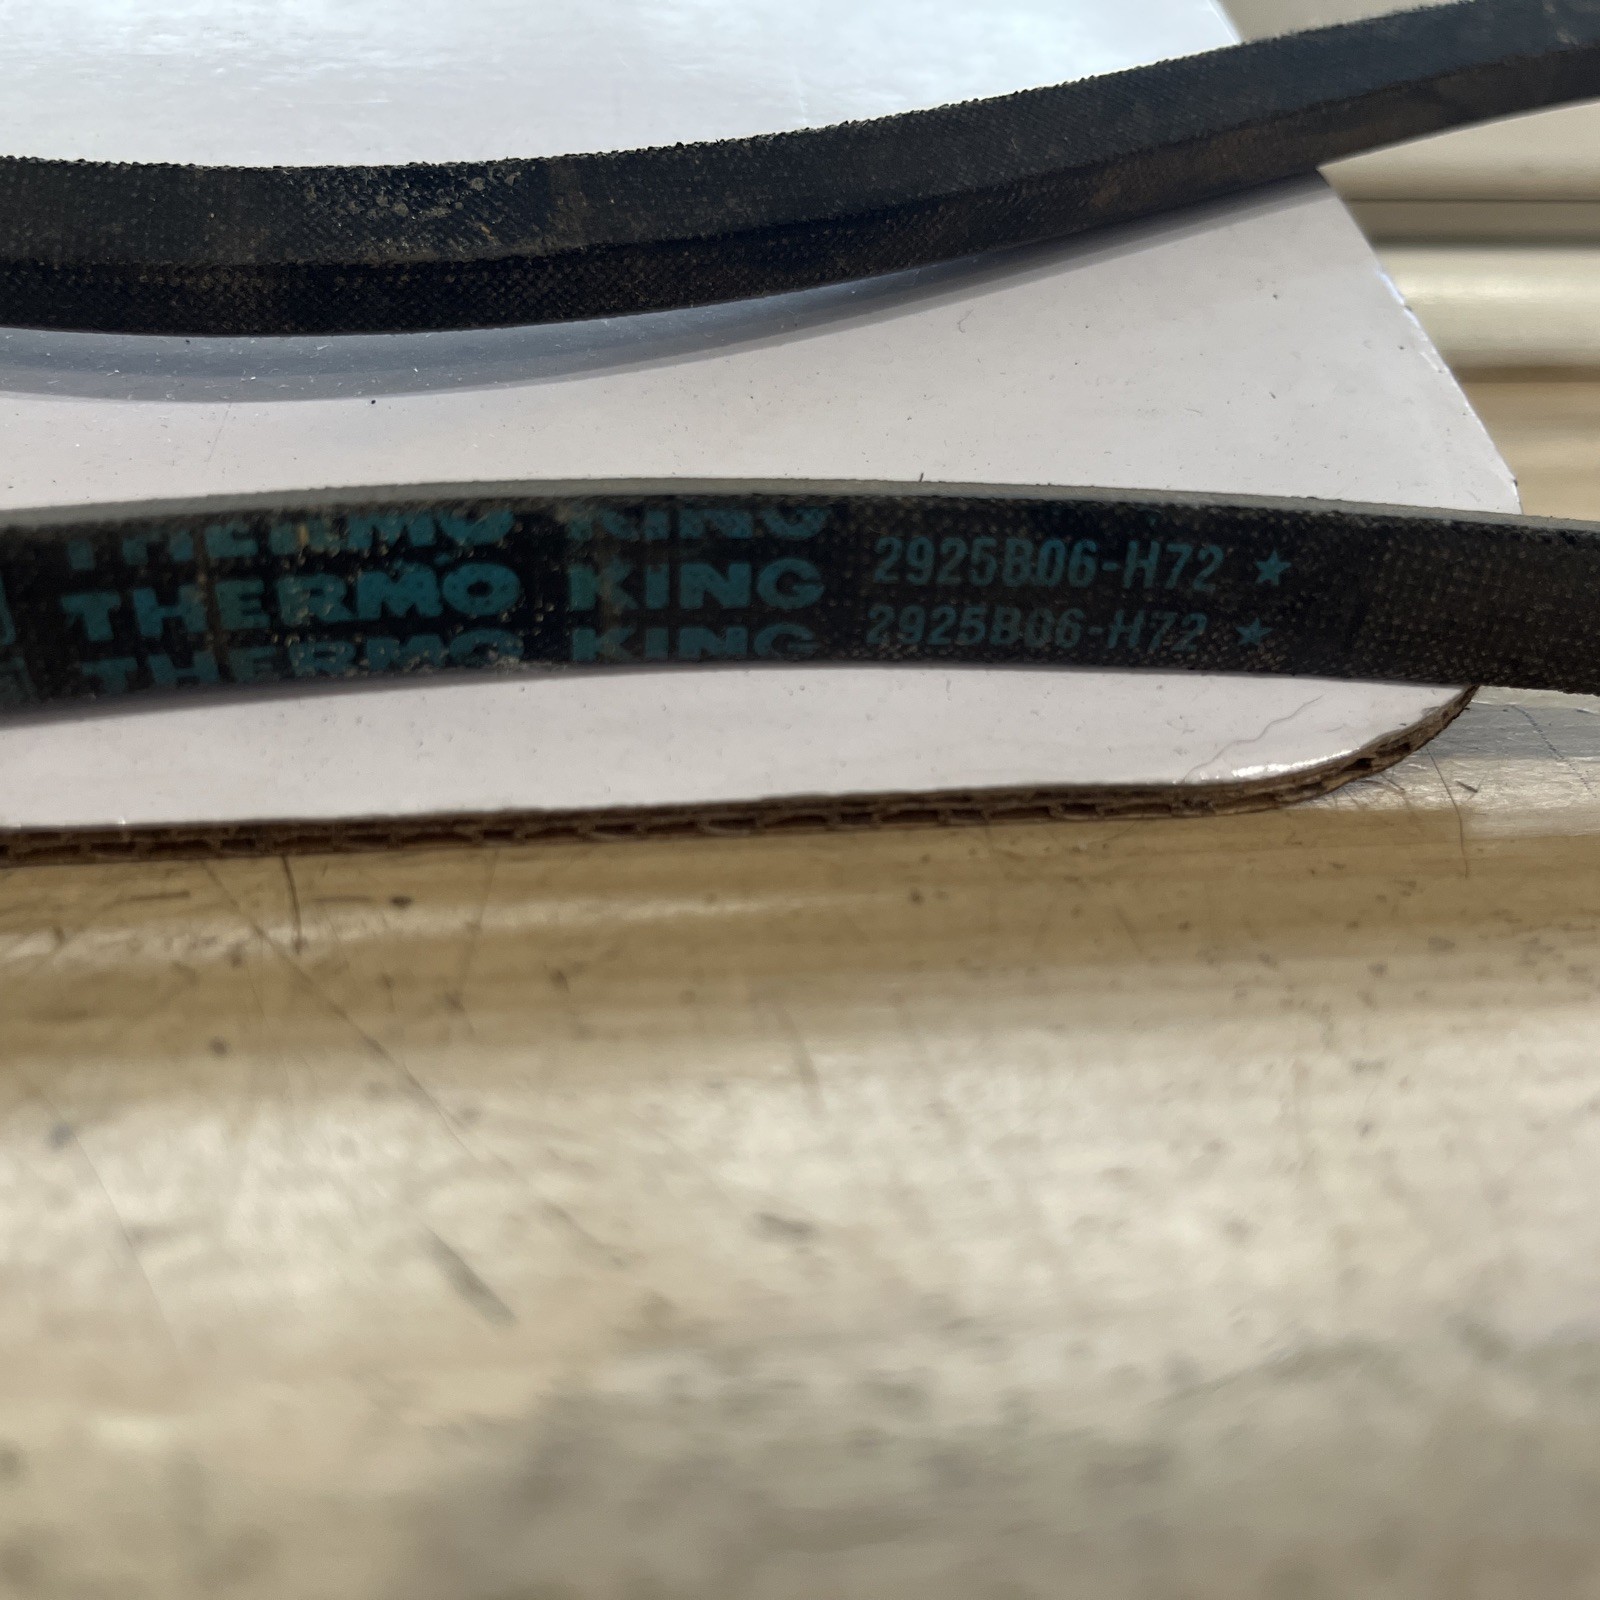 THERMO KING
THERMO KING 2925B06-H72 ★
THERMO KING 2925B06-H72 ★